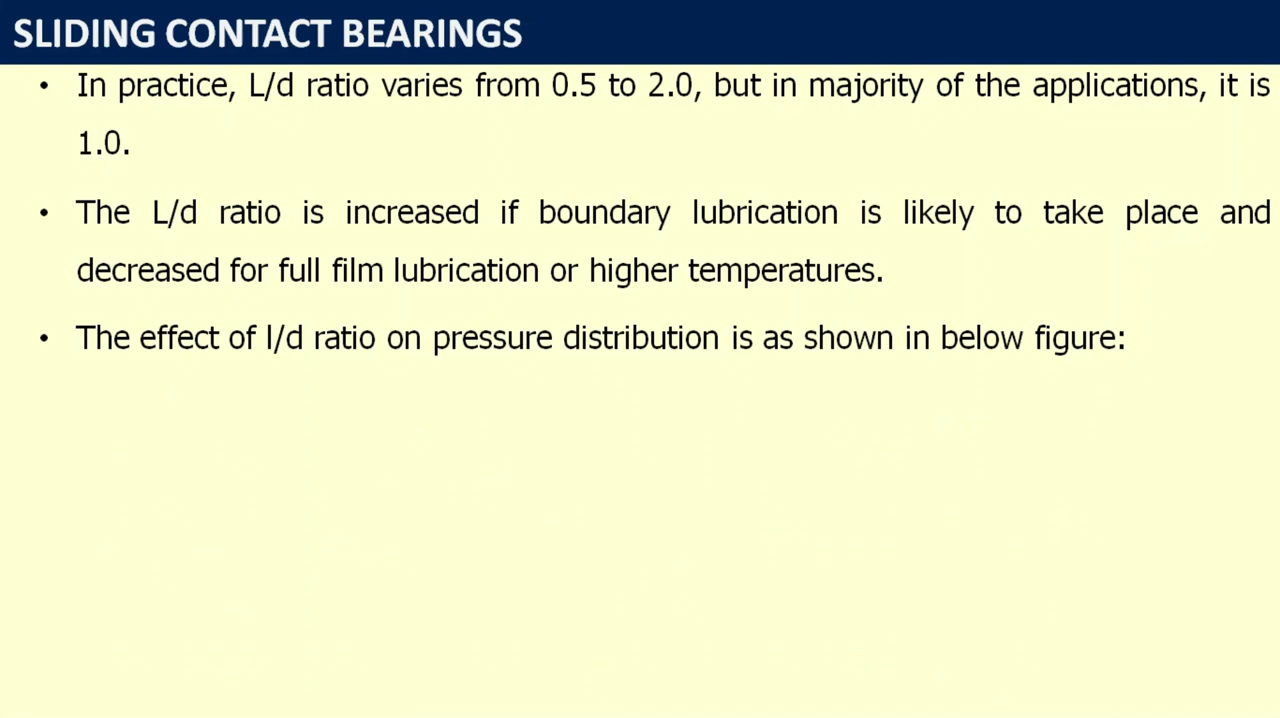 SLIDING CONTACT BEARINGS
• In practice, L/d ratio varies from 0.5 to 2.0, but in majority of the applications, it is
1.0.
• The L/d ratio is increased if boundary lubrication is likely to take place and
decreased for full film lubrication or higher temperatures.
• The effect of l/d ratio on pressure distribution is as shown in below figure: